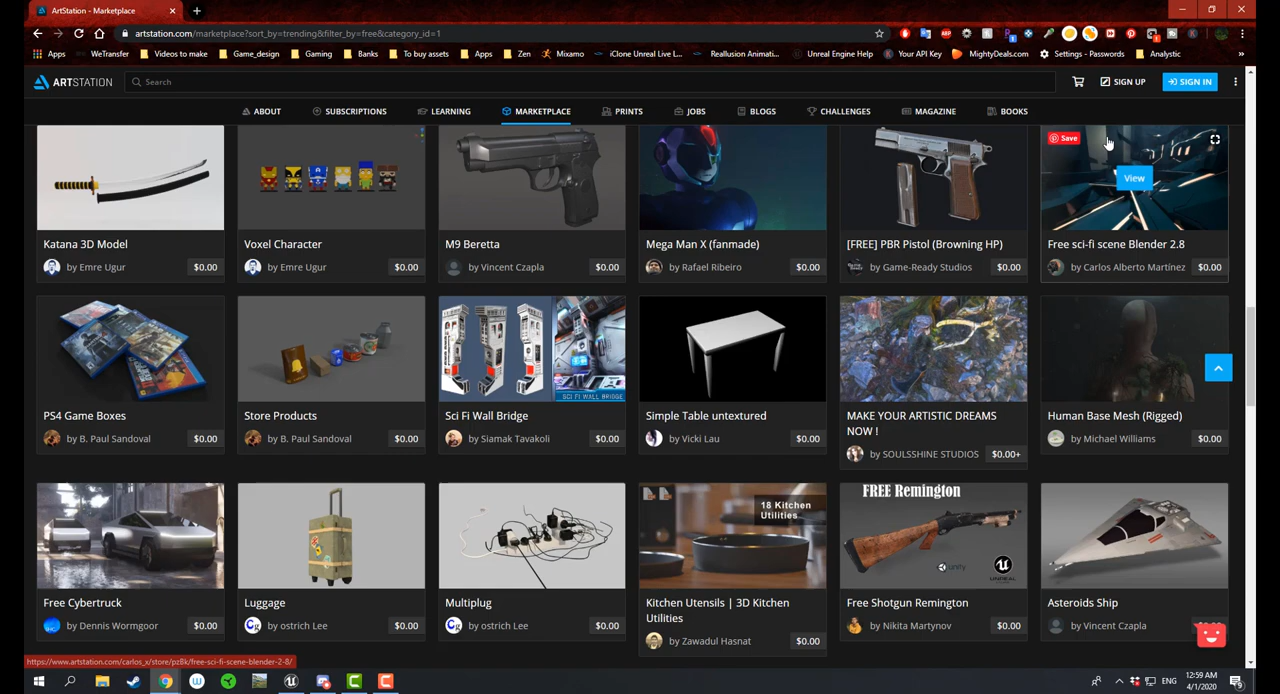 ArtStation - Marketplace
artstation.com/marketplace?sort_by=trending&filter_by=free&category_id=1
Apps WeTransfer Videos to make Game_design Gaming Banks To buy assets Apps Zen Mixamo iClone Unreal Live L... Reallusion Animati... Unreal Engine Help Your API Key MightyDeals.com Settings - Passwords Analystic
ARTSTATION Search SIGN UP SIGN IN
ABOUT SUBSCRIPTIONS LEARNING MARKETPLACE PRINTS JOBS BLOGS CHALLENGES MAGAZINE BOOKS
Save
View
Katana 3D Model Voxel Character M9 Beretta Mega Man X (fanmade) [FREE] PBR Pistol (Browning HP) Free sci-fi scene Blender 2.8
by Emre Ugur $0.00 by Emre Ugur $0.00 by Vincent Czapla $0.00 by Rafael Ribeiro $0.00 by Game-Ready Studios $0.00 by Carlos Alberto Martínez $0.00
SCI FI WALL BRIDGE
PS4 Game Boxes Store Products Sci Fi Wall Bridge Simple Table untextured MAKE YOUR ARTISTIC DREAMS Human Base Mesh (Rigged)
NOW !
by B. Paul Sandoval $0.00 by B. Paul Sandoval $0.00 by Siamak Tavakoli $0.00 by Vicki Lau $0.00 by SOULSSHINE STUDIOS $0.00+ by Michael Williams $0.00
18 Kitchen
Utilities
FREE Remington
unity UNREAL
Free Cybertruck Luggage Multiplug Kitchen Utensils | 3D Kitchen Free Shotgun Remington Asteroids Ship
Utilities
by Dennis Wormgoor $0.00 by ostrich Lee $0.00 by ostrich Lee $0.00 by Zawadul Hasnat $0.00 by Nikita Martynov $0.00 by Vincent Czapla
https://www.artstation.com/carlos_x/store/pzBk/free-sci-fi-scene-blender-2-8/
ENG 12:59 AM
4/1/2020